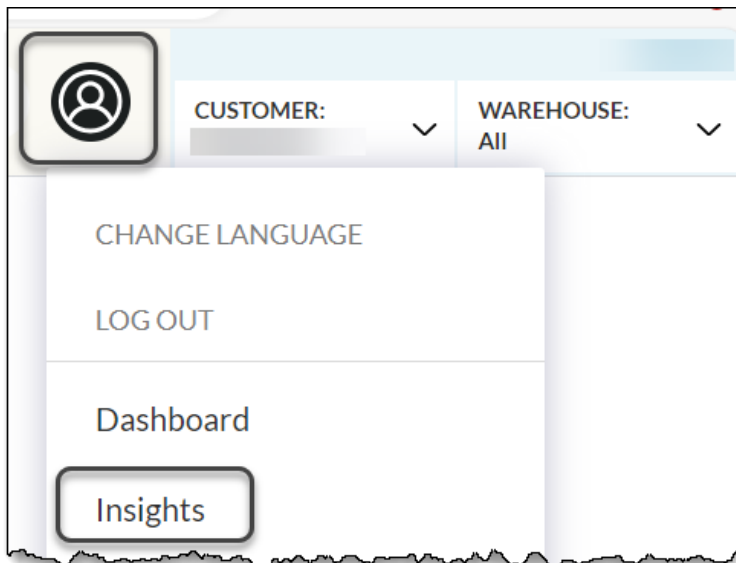 CUSTOMER:
WAREHOUSE:
All
CHANGE LANGUAGE
LOG OUT
Dashboard
Insights